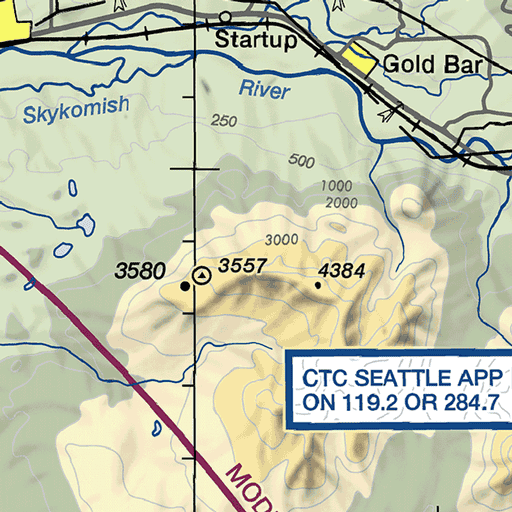 Startup
Gold Bar
Skykomish
River
250
500
1000
2000
3000
3580
3557
4384
CTC SEATTLE APP
ON 119.2 OR 284.7